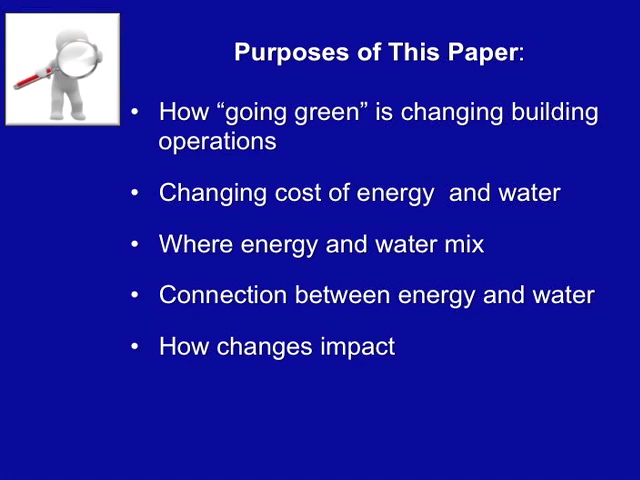 Purposes of This Paper:
• How “going green” is changing building
operations
• Changing cost of energy  and water
• Where energy and water mix
• Connection between energy and water
• How changes impact